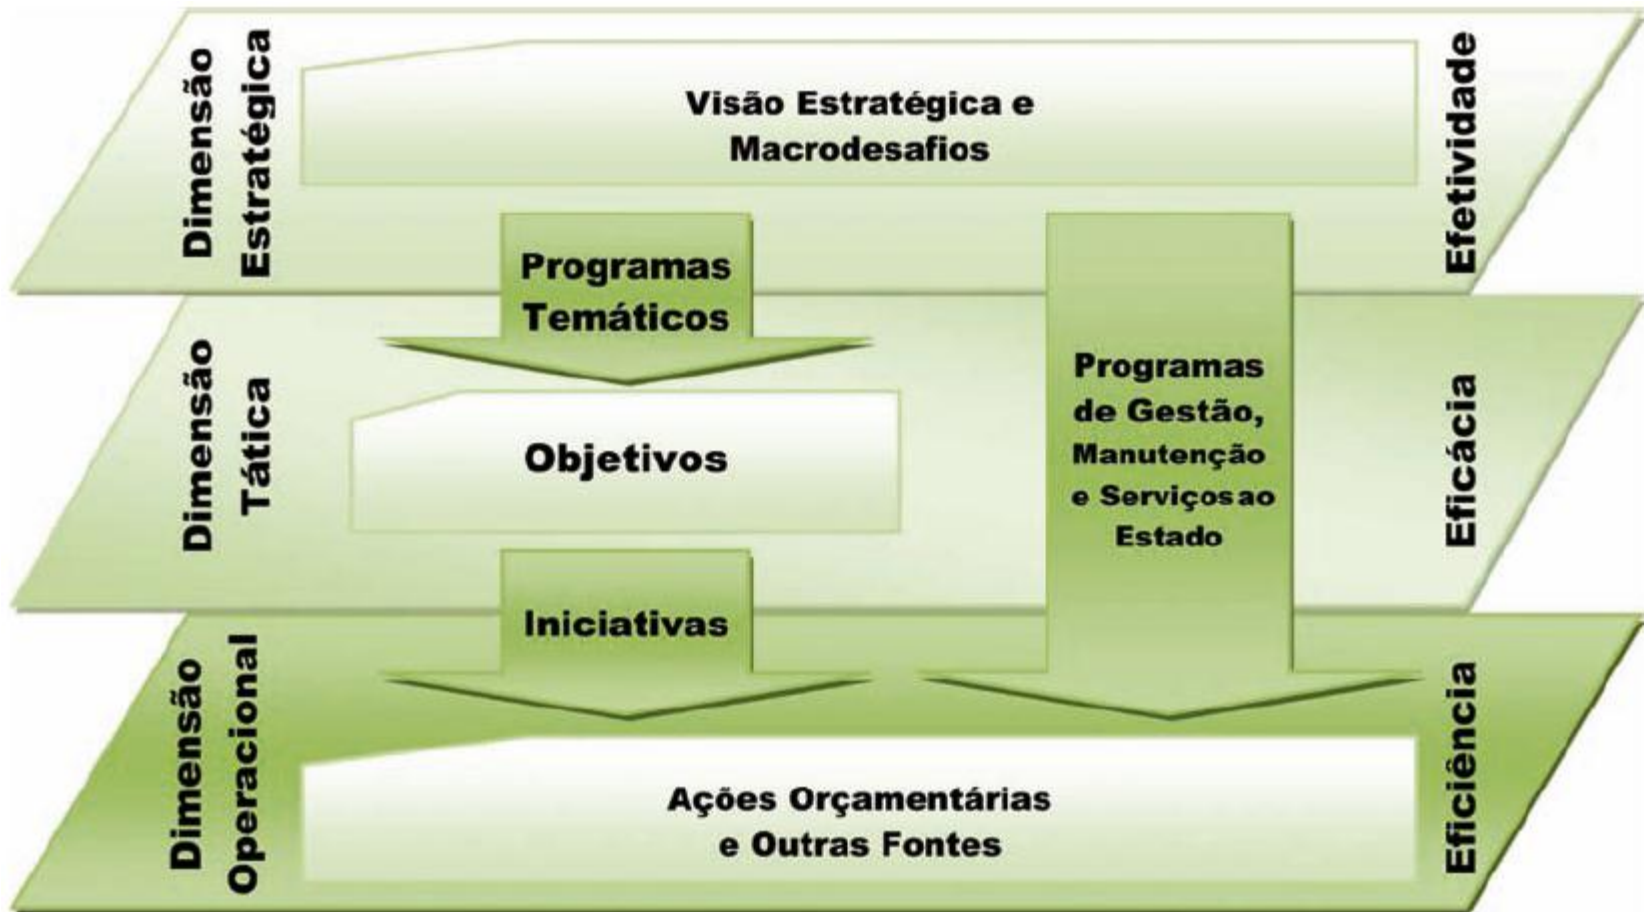 Dimensão
Estratégica
Visão Estratégica e
Macrodesafios
Efetividade
Programas
Temáticos
Dimensão
Tática
Objetivos
Programas
de Gestão,
Manutenção
e Serviços ao
Estado
Eficácia
Iniciativas
Dimensão
Operacional
Ações Orçamentárias
e Outras Fontes
Eficiência